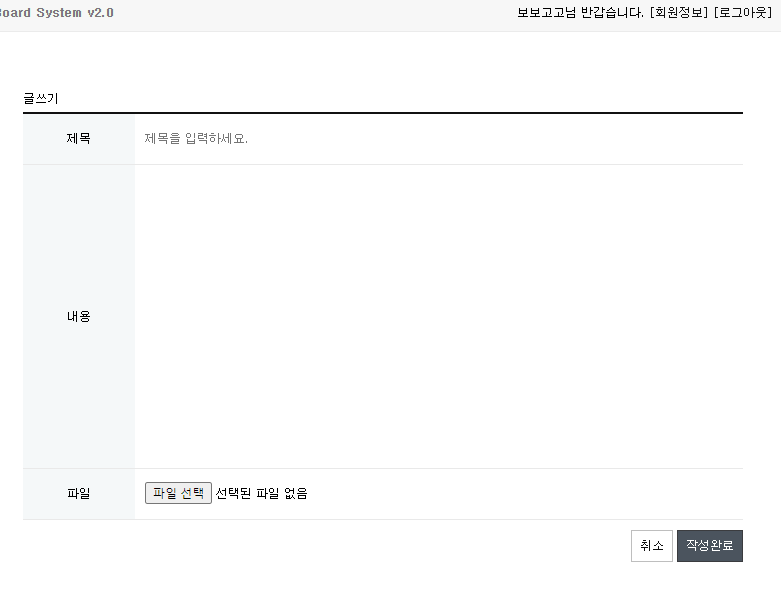 Board System v2.0 보보고고님 반갑습니다. [회원정보] [로그아웃]
글쓰기
제목 제목을 입력하세요.
내용
파일 파일 선택 선택된 파일 없음
취소 작성완료